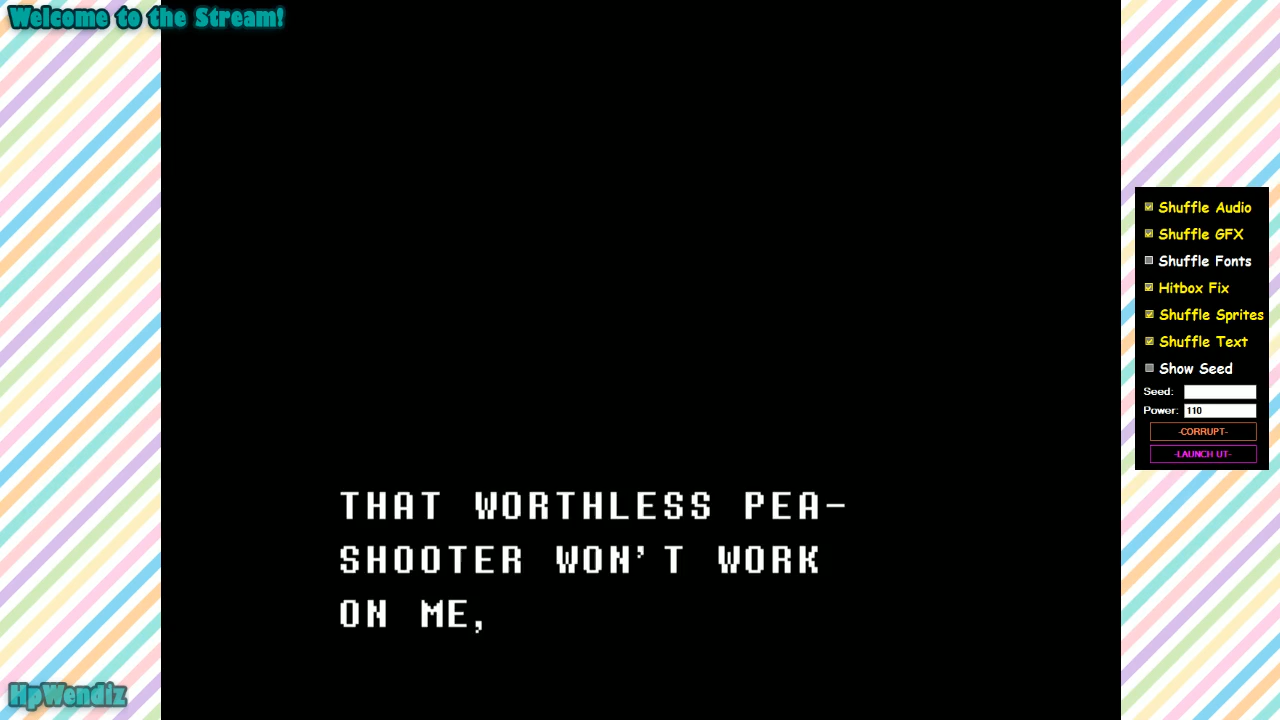 Welcome to the Stream!
THAT WORTHLESS PEA-
SHOOTER WON'T WORK
ON ME,
Shuffle Audio
Shuffle GFX
Shuffle Fonts
Hitbox Fix
Shuffle Sprites
Shuffle Text
Show Seed
Seed:
Power: 110
-CORRUPT-
-LAUNCH UT-
HpWendiz